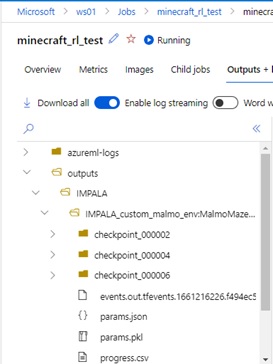 Microsoft > ws01 > Jobs > minecraft_rl_test > minecra
minecraft_rl_test Running
Overview Metrics Images Child jobs Outputs +
Download all Enable log streaming Word w
azureml-logs
outputs
IMPALA
IMPALA_custom_malmo_env:MalmoMaze...
checkpoint_000002
checkpoint_000004
checkpoint_000006
events.out.tfevents.1661216226.f494ec5
{} params.json
params.pkl
progress.csv